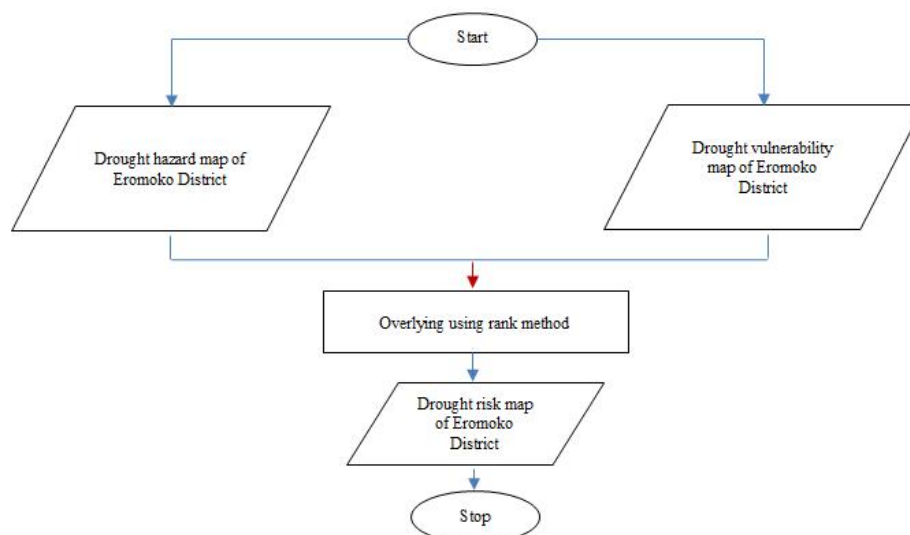 Start
Drought hazard map of
Eromoko District
Drought vulnerability
map of Eromoko
District
Overlying using rank method
Drought risk map
of Eromoko
District
Stop